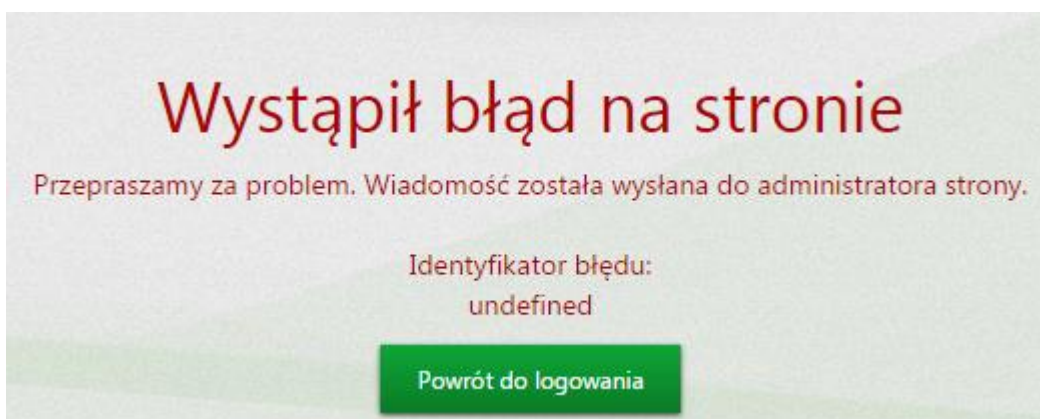 Wystąpił błąd na stronie
Przepraszamy za problem. Wiadomość została wysłana do administratora strony.
Identyfikator błędu:
undefined
Powrót do logowania